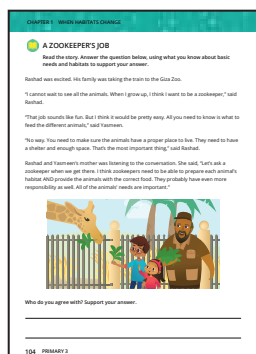 CHAPTER 1 WHEN HABITATS CHANGE
A ZOOKEEPER'S JOB
Read the story. Answer the question below, using what you know about basic
needs and habitats to support your answer.
Rashad was excited. His family was taking the train to the Giza Zoo.
"I cannot wait to see all the animals. When I grow up, I think I want to be a zookeeper," said
Rashad.
"That job sounds like fun. But I think it would be pretty easy. All you need to know is what to
feed the different animals," said Yasmeen.
"No way. You need to make sure the animals have a proper place to live. They need to have
a shelter and enough space. That's the most important thing," said Rashad.
Rashad and Yasmeen's mother was listening to the conversation. She said, "Let's ask a
zookeeper when we get there. I think zookeepers need to be able to prepare each animal's
habitat AND provide the animals with the correct food. They probably have even more
responsibility as well. All of the animals' needs are important."
Who do you agree with? Support your answer.
104 PRIMARY 3